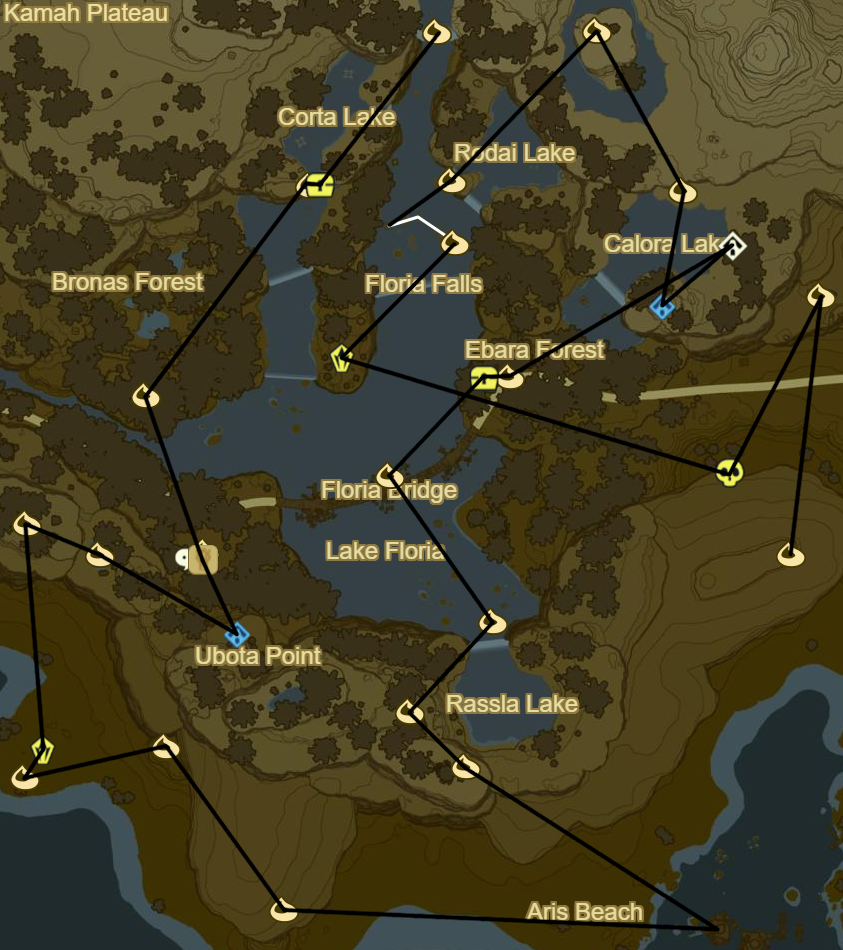 Kamah Plateau
Corta Lake
Rodai Lake
Calora Lake
Bronas Forest
Floria Falls
Ebara Forest
Floria Bridge
Lake Floria
Ubota Point
Rassla Lake
Aris Beach